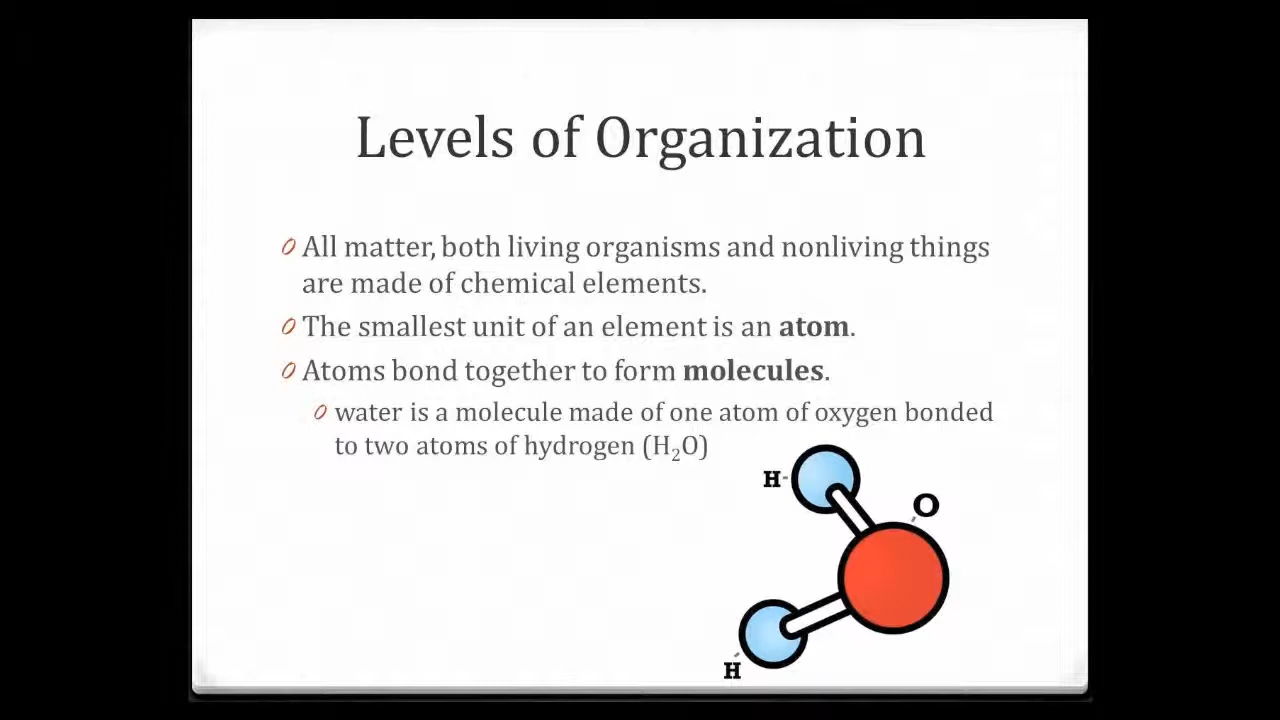 Levels of Organization
All matter, both living organisms and nonliving things
are made of chemical elements.
The smallest unit of an element is an atom.
Atoms bond together to form molecules.
water is a molecule made of one atom of oxygen bonded
to two atoms of hydrogen (H₂O)
H
O
H